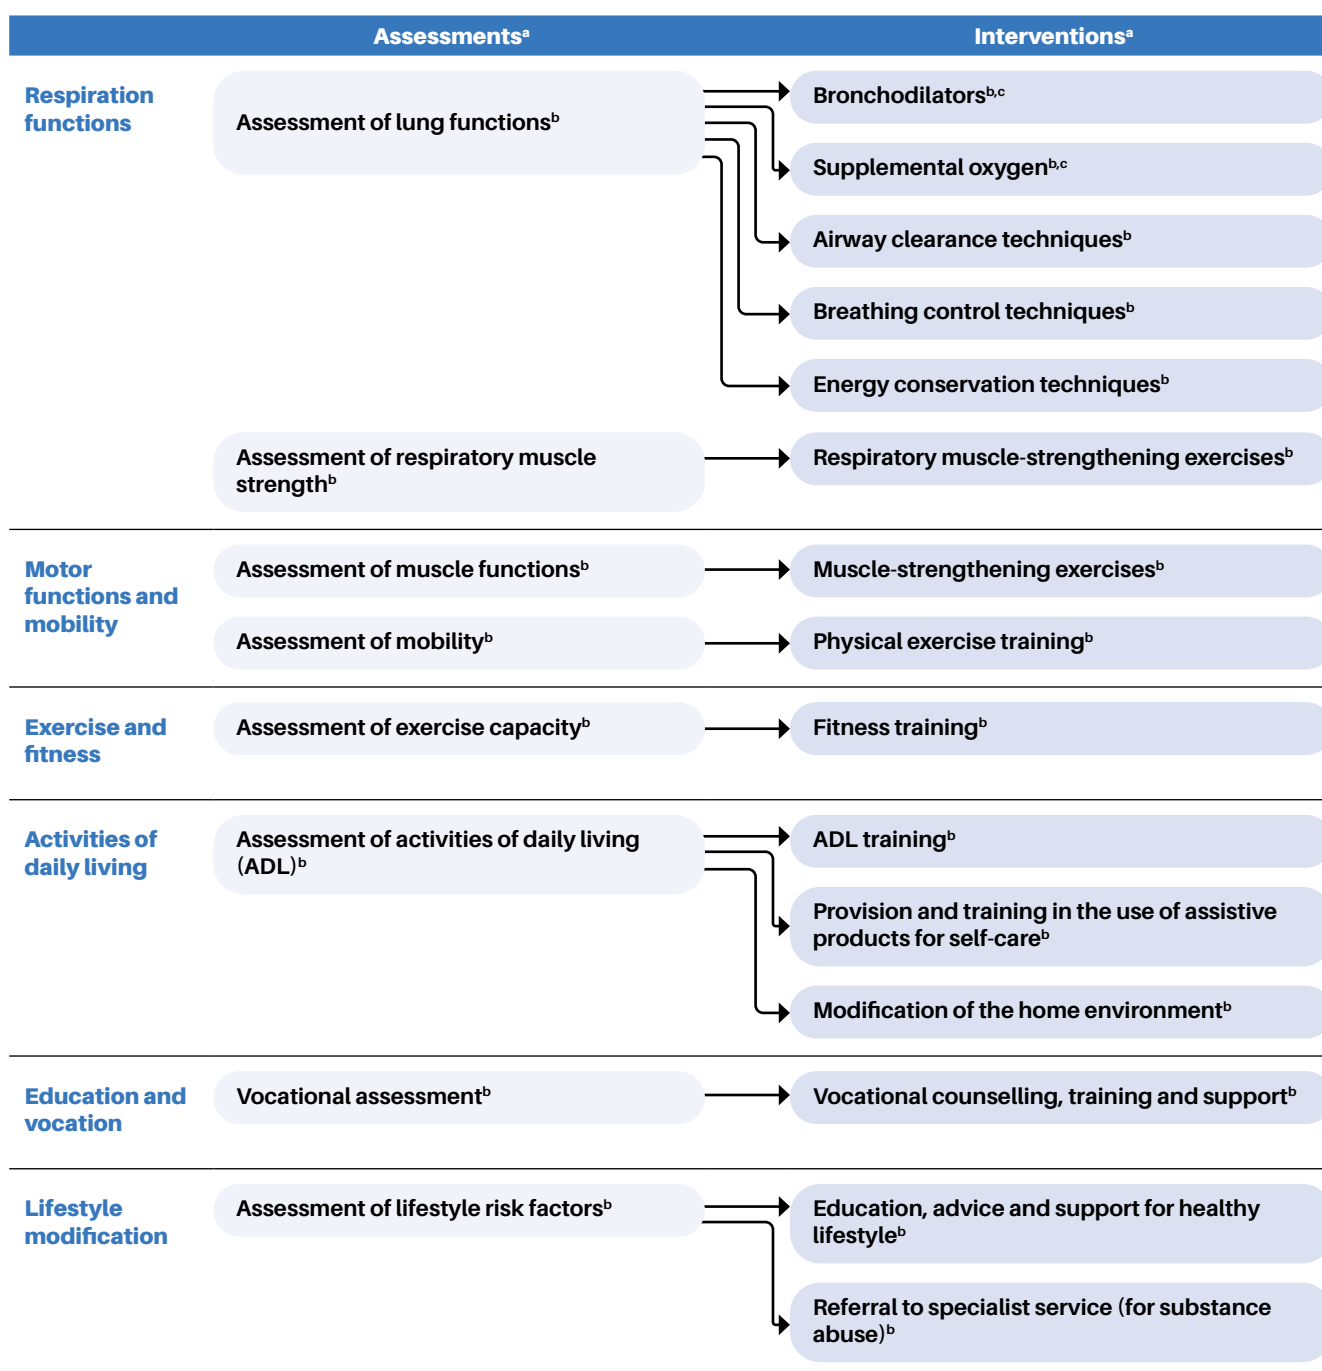 Assessmentsᵃ
Interventionsᵃ
Respiration
functions
Assessment of lung functionsᵇ
Bronchodilatorsᵇ,ᶜ
Supplemental oxygenᵇ,ᶜ
Airway clearance techniquesᵇ
Breathing control techniquesᵇ
Energy conservation techniquesᵇ
Assessment of respiratory muscle
strengthᵇ
Respiratory muscle-strengthening exercisesᵇ
Motor
functions and
mobility
Assessment of muscle functionsᵇ
Muscle-strengthening exercisesᵇ
Assessment of mobilityᵇ
Physical exercise trainingᵇ
Exercise and
fitness
Assessment of exercise capacityᵇ
Fitness trainingᵇ
Activities of
daily living
Assessment of activities of daily living
(ADL)ᵇ
ADL trainingᵇ
Provision and training in the use of assistive
products for self-careᵇ
Modification of the home environmentᵇ
Education and
vocation
Vocational assessmentᵇ
Vocational counselling, training and supportᵇ
Lifestyle
modification
Assessment of lifestyle risk factorsᵇ
Education, advice and support for healthy
lifestyleᵇ
Referral to specialist service (for substance
abuse)ᵇ